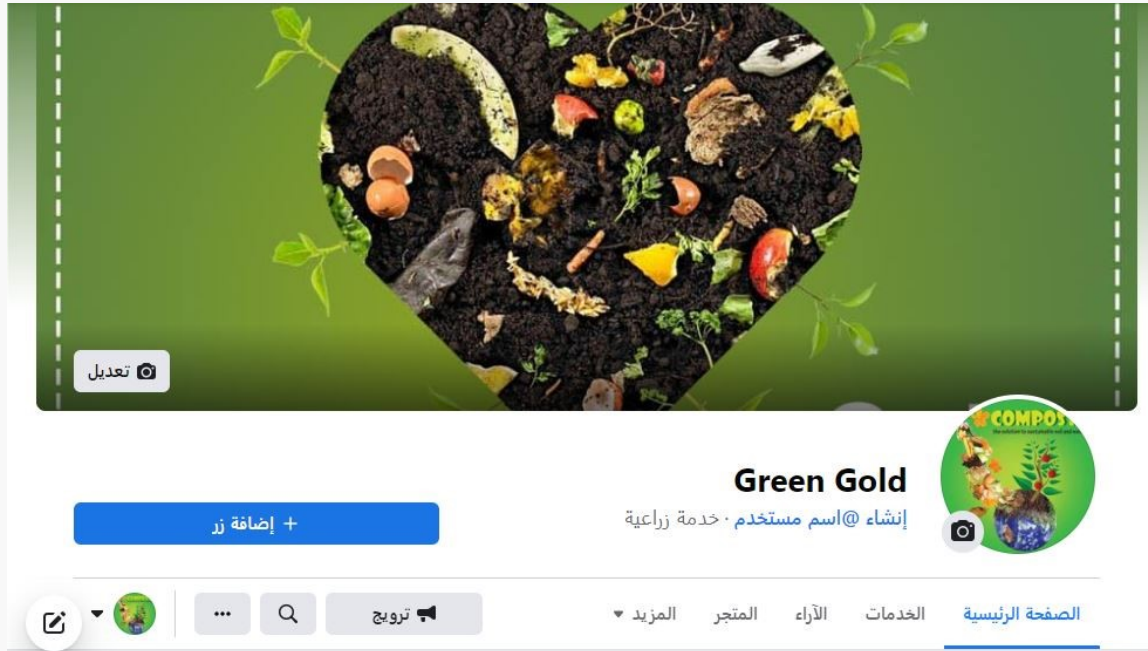 تعديل
COMPOST
Green Gold
إنشاء @اسم مستخدم · خدمة زراعية
+ إضافة زر
الصفحة الرئيسية
الخدمات
الآراء
المتجر
المزيد
ترويج